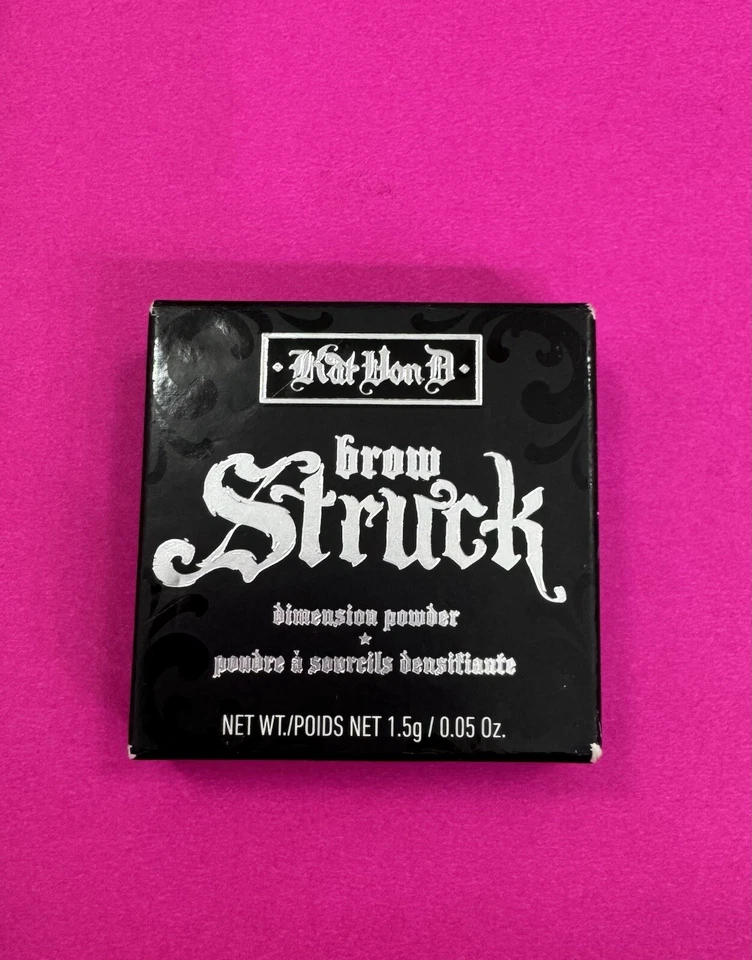 ·Kat Von D·
brow
Struck
dimension powder
poudre à sourcils densifiante
NET WT./POIDS NET 1.5g / 0.05 Oz.